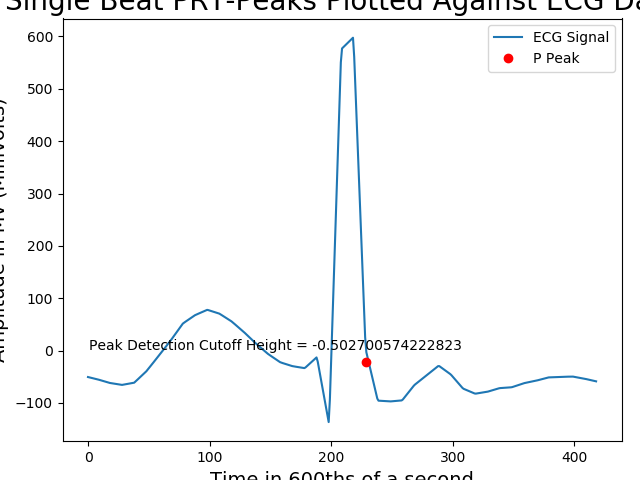 Single Beat PRT-Peaks Plotted Against ECG Da
Amplitude in MV (MilliVolts)
600
500
400
300
200
100
0
−100
ECG Signal
P Peak
Peak Detection Cutoff Height = -0.502700574222823
0 100 200 300 400
Time in 600ths of a second